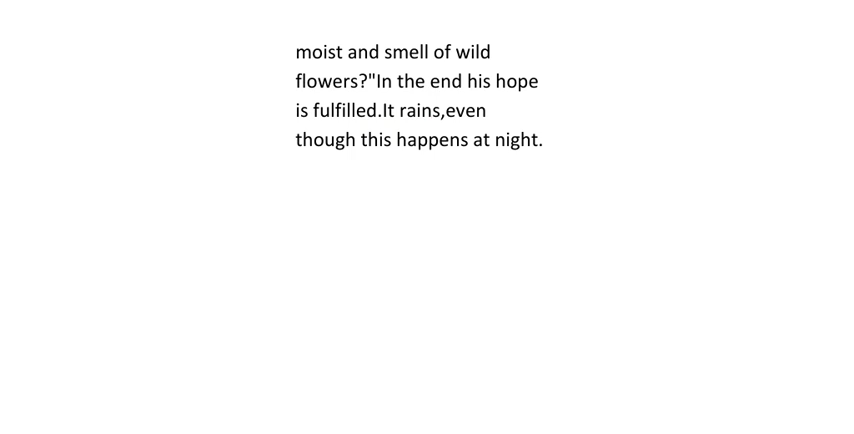 moist and smell of wild
flowers?"In the end his hope
is fulfilled.It rains,even
though this happens at night.